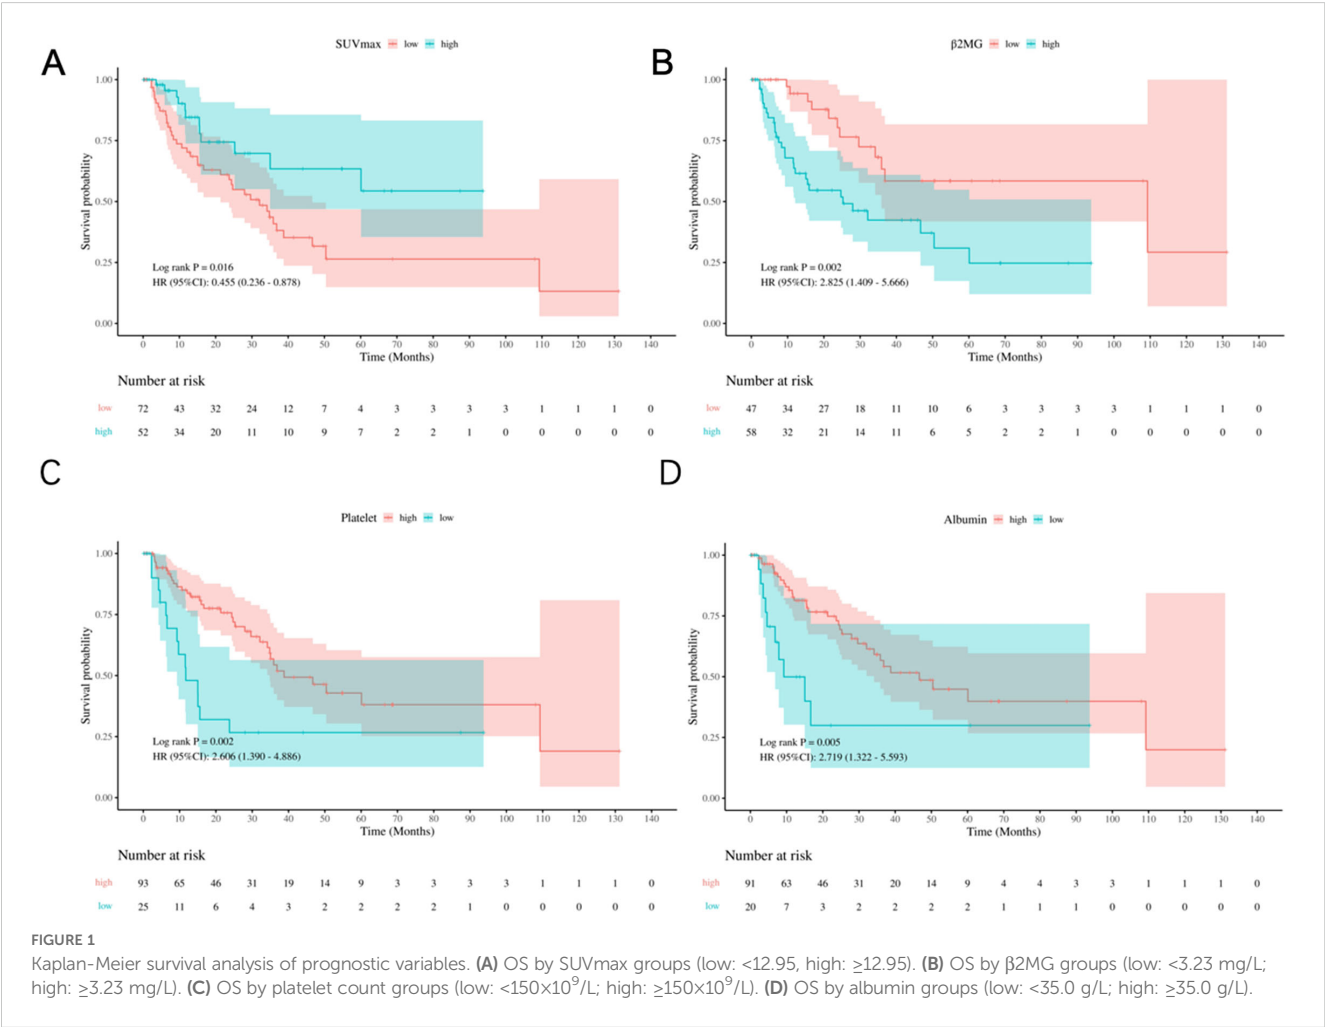 A
SUVmax low high
1.00
0.75
0.50
0.25
0.00
Survival probability
Log rank P = 0.016
HR (95%CI): 0.455 (0.236 - 0.878)
0 10 20 30 40 50 60 70 80 90 100 110 120 130 140
Time (Months)
Number at risk
low 72 43 32 24 12 7 4 3 3 3 3 1 1 1 0
high 52 34 20 11 10 9 7 2 2 1 0 0 0 0 0
B
β2MG low high
1.00
0.75
0.50
0.25
0.00
Survival probability
Log rank P = 0.002
HR (95%CI): 2.825 (1.409 - 5.666)
0 10 20 30 40 50 60 70 80 90 100 110 120 130 140
Time (Months)
Number at risk
low 47 34 27 18 11 10 6 3 3 3 3 1 1 1 0
high 58 32 21 14 11 6 5 2 2 1 0 0 0 0 0
C
Platelet high low
1.00
0.75
0.50
0.25
0.00
Survival probability
Log rank P = 0.002
HR (95%CI): 2.606 (1.390 - 4.886)
0 10 20 30 40 50 60 70 80 90 100 110 120 130 140
Time (Months)
Number at risk
high 93 65 46 31 19 14 9 3 3 3 3 1 1 1 0
low 25 11 6 4 3 2 2 2 2 1 0 0 0 0 0
D
Albumin high low
1.00
0.75
0.50
0.25
0.00
Survival probability
Log rank P = 0.005
HR (95%CI): 2.719 (1.322 - 5.593)
0 10 20 30 40 50 60 70 80 90 100 110 120 130 140
Time (Months)
Number at risk
high 91 63 46 31 20 14 9 4 4 3 3 1 1 1 0
low 20 7 3 2 2 2 2 1 1 1 0 0 0 0 0
FIGURE 1
Kaplan-Meier survival analysis of prognostic variables. (A) OS by SUVmax groups (low: <12.95, high: ≥12.95). (B) OS by β2MG groups (low: <3.23 mg/L;
high: ≥3.23 mg/L). (C) OS by platelet count groups (low: <150×10⁹/L; high: ≥150×10⁹/L). (D) OS by albumin groups (low: <35.0 g/L; high: ≥35.0 g/L).